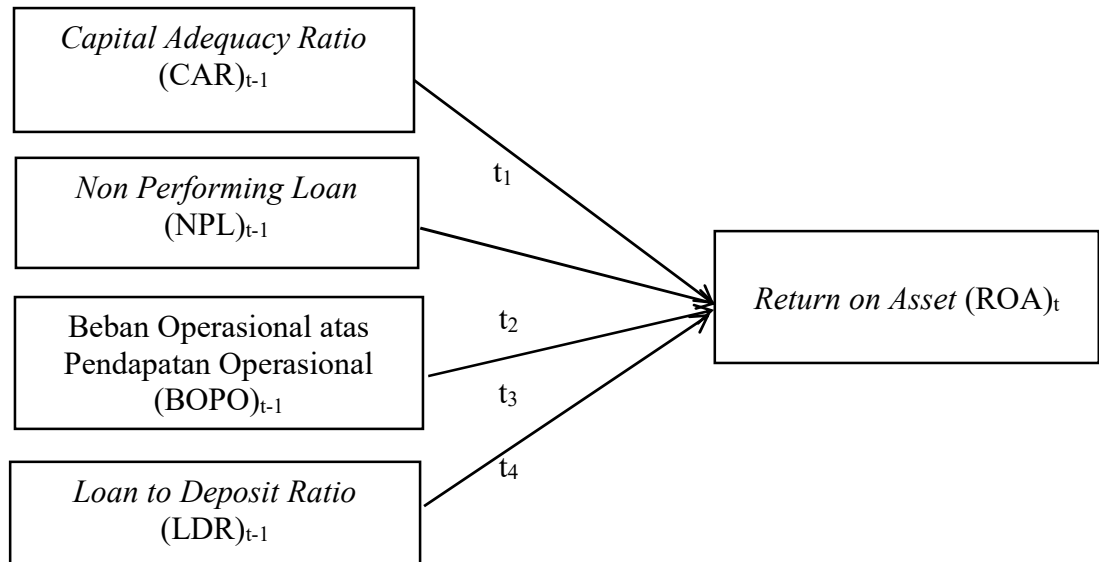 Capital Adequacy Ratio
(CAR)t-1
t1
Non Performing Loan
(NPL)t-1
Return on Asset (ROA)t
Beban Operasional atas
Pendapatan Operasional
(BOPO)t-1
t2
t3
t4
Loan to Deposit Ratio
(LDR)t-1